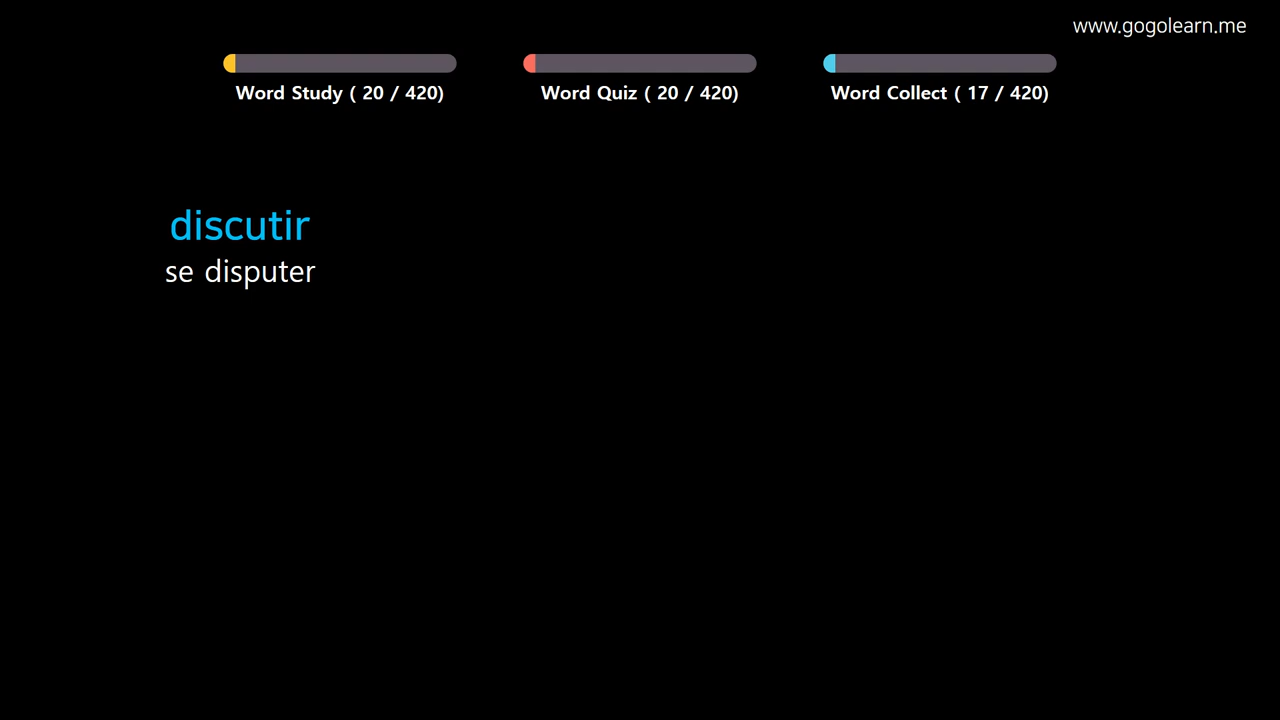 www.gogolearn.me
Word Study ( 20 / 420)
Word Quiz ( 20 / 420)
Word Collect ( 17 / 420)
discutir
se disputer